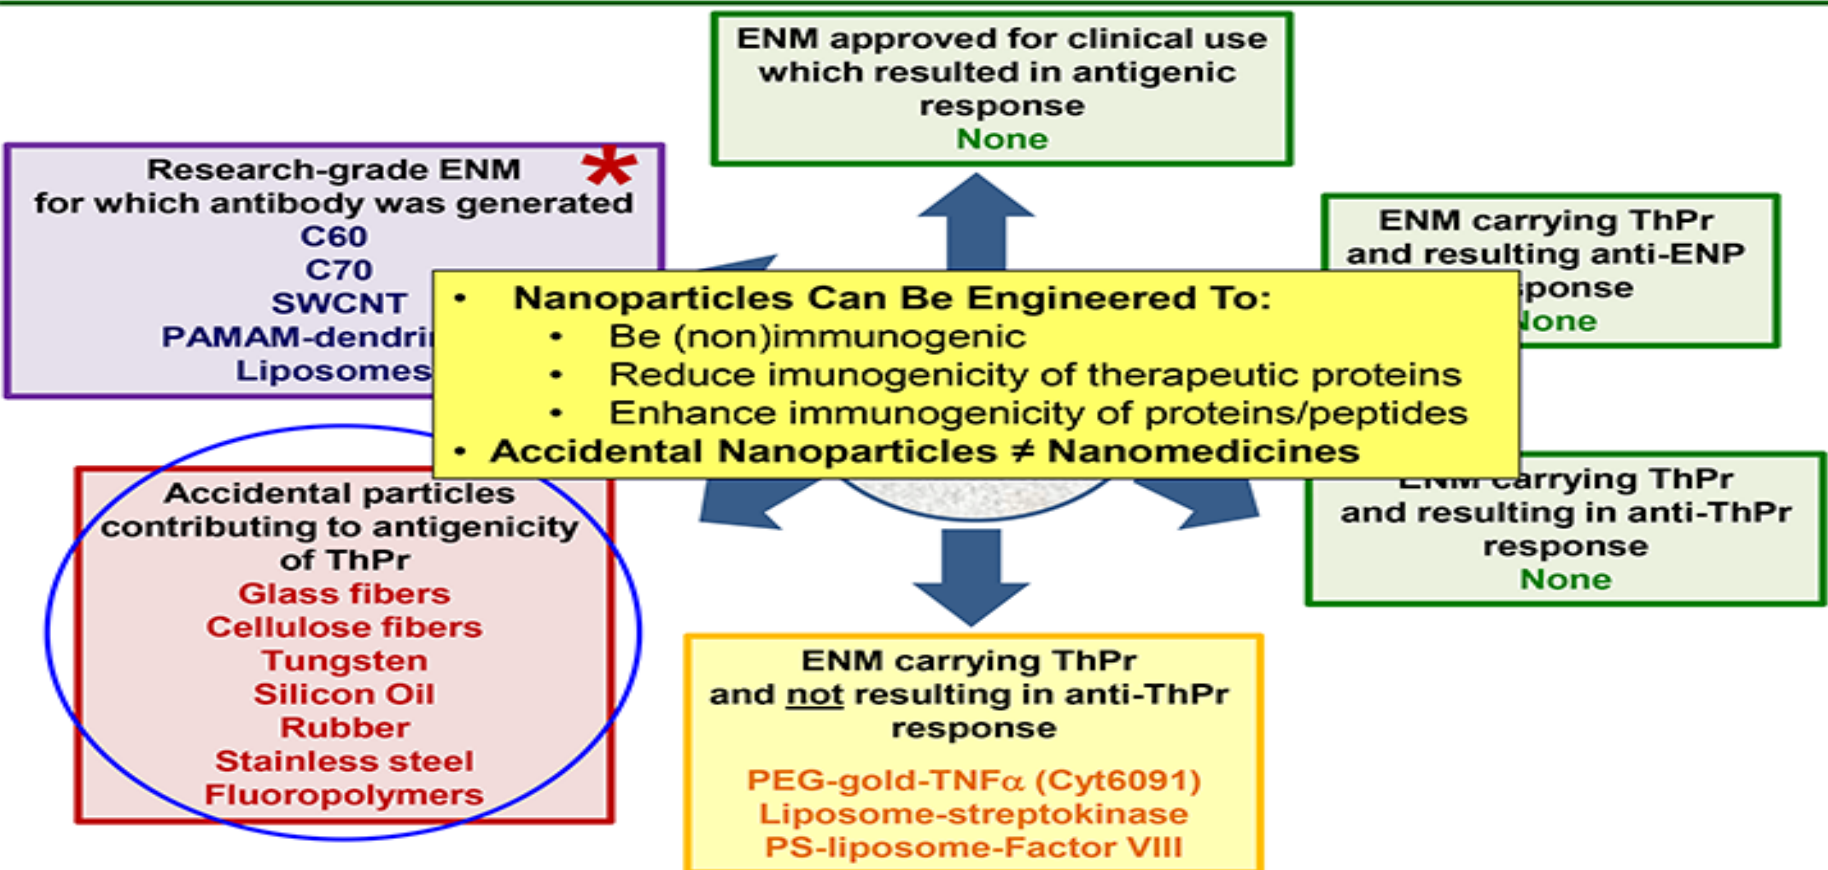 ENM approved for clinical use
which resulted in antigenic
response
None
Research-grade ENM
*
for which antibody was generated
C60
C70
SWCNT
Liposomes
ENM carrying ThPr
and resulting anti-ENP
None
• Nanoparticles Can Be Engineered To:
• Be (non)immunogenic
• Reduce imunogenicity of therapeutic proteins
• Enhance immunogenicity of proteins/peptides
• Accidental Nanoparticles ≠ Nanomedicines
Accidental particles
contributing to antigenicity
of ThPr
Glass fibers
Cellulose fibers
Tungsten
Silicon Oil
Rubber
Stainless steel
Fluoropolymers
ENM carrying ThPr
and not resulting in anti-ThPr
response
PEG-gold-TNFα (Cyt6091)
Liposome-streptokinase
PS-liposome-Factor VIII
ENM carrying ThPr
and resulting in anti-ThPr
response
None